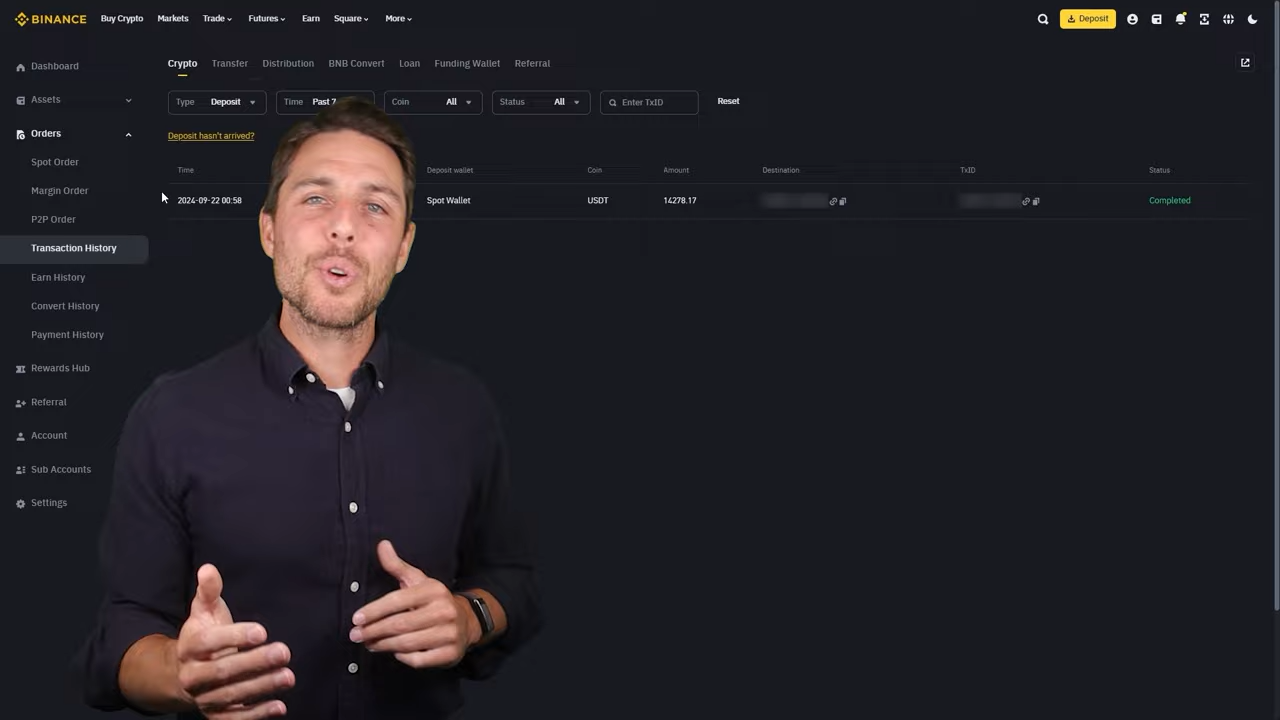 BINANCE Buy Crypto Markets Trade Futures Earn Square More Deposit
Crypto Transfer Distribution BNB Convert Loan Funding Wallet Referral
Type Deposit Time Past 7 Coin All Status All Enter TxID Reset
Deposit hasn't arrived?
Time Deposit wallet Coin Amount Destination TxID Status
2024-09-22 00:58 Spot Wallet USDT 14278.17 Completed
Dashboard
Assets
Orders
Spot Order
Margin Order
P2P Order
Transaction History
Earn History
Convert History
Payment History
Rewards Hub
Referral
Account
Sub Accounts
Settings